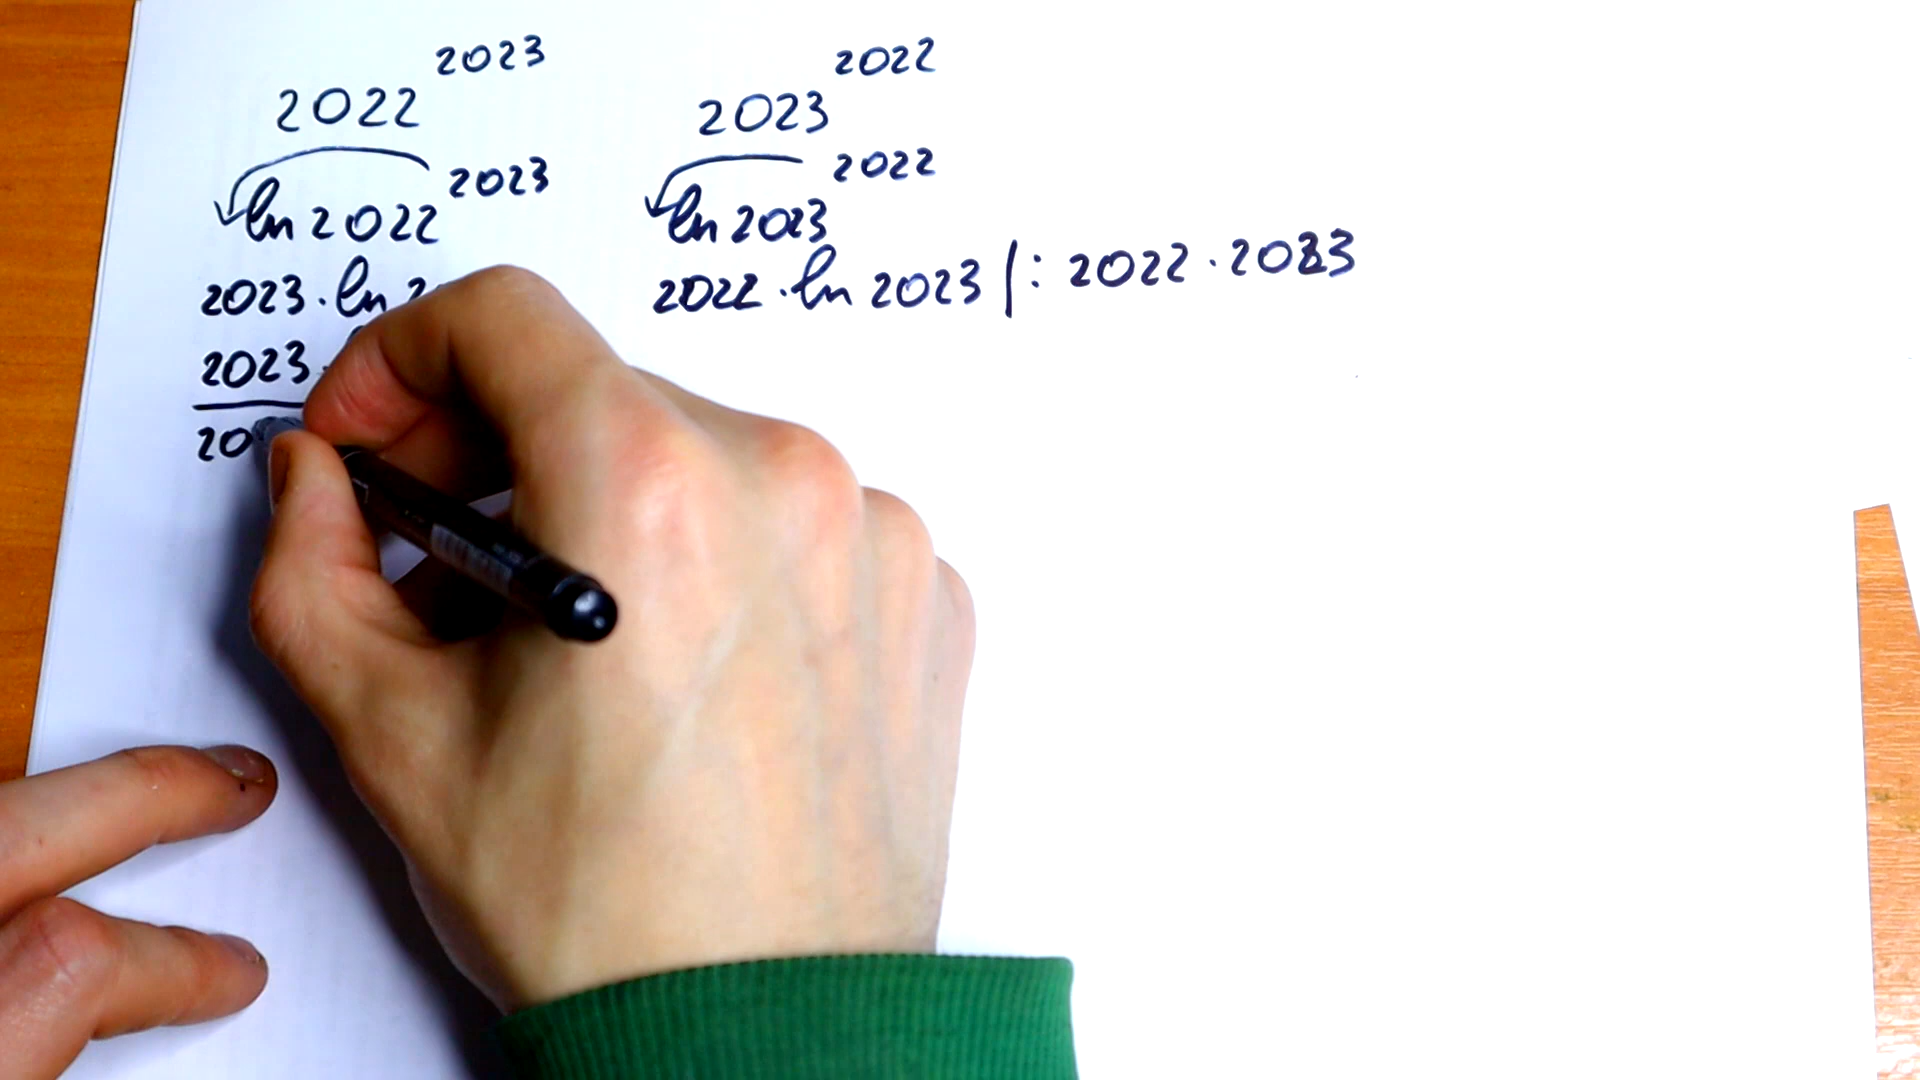 2022^2023 2023^2022
ln 2022^2023 ln 2023^2022
2023 · ln 2022 · ln 2023 |: 2022 · 2023
2023 ·
20